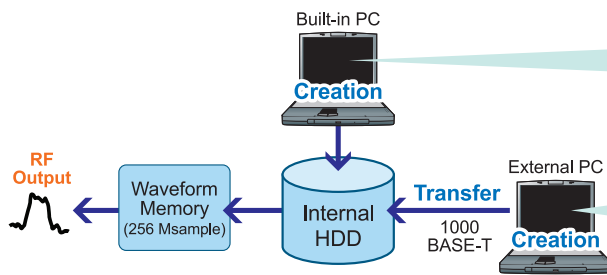 Built-in PC
Creation
RF
Output
Waveform
Memory
(256 Msample)
Internal
HDD
Transfer
1000
BASE-T
External PC
Creation